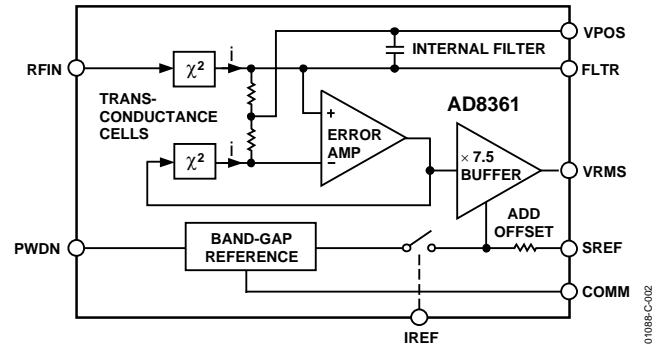 VPOS
INTERNAL FILTER
RFIN
χ²
i
FLTR
TRANS-
CONDUCTANCE
CELLS
+
ERROR
AMP
–
AD8361
× 7.5
BUFFER
VRMS
χ²
i
ADD
OFFSET
PWDN
BAND-GAP
REFERENCE
SREF
COMM
IREF
01088-C-002